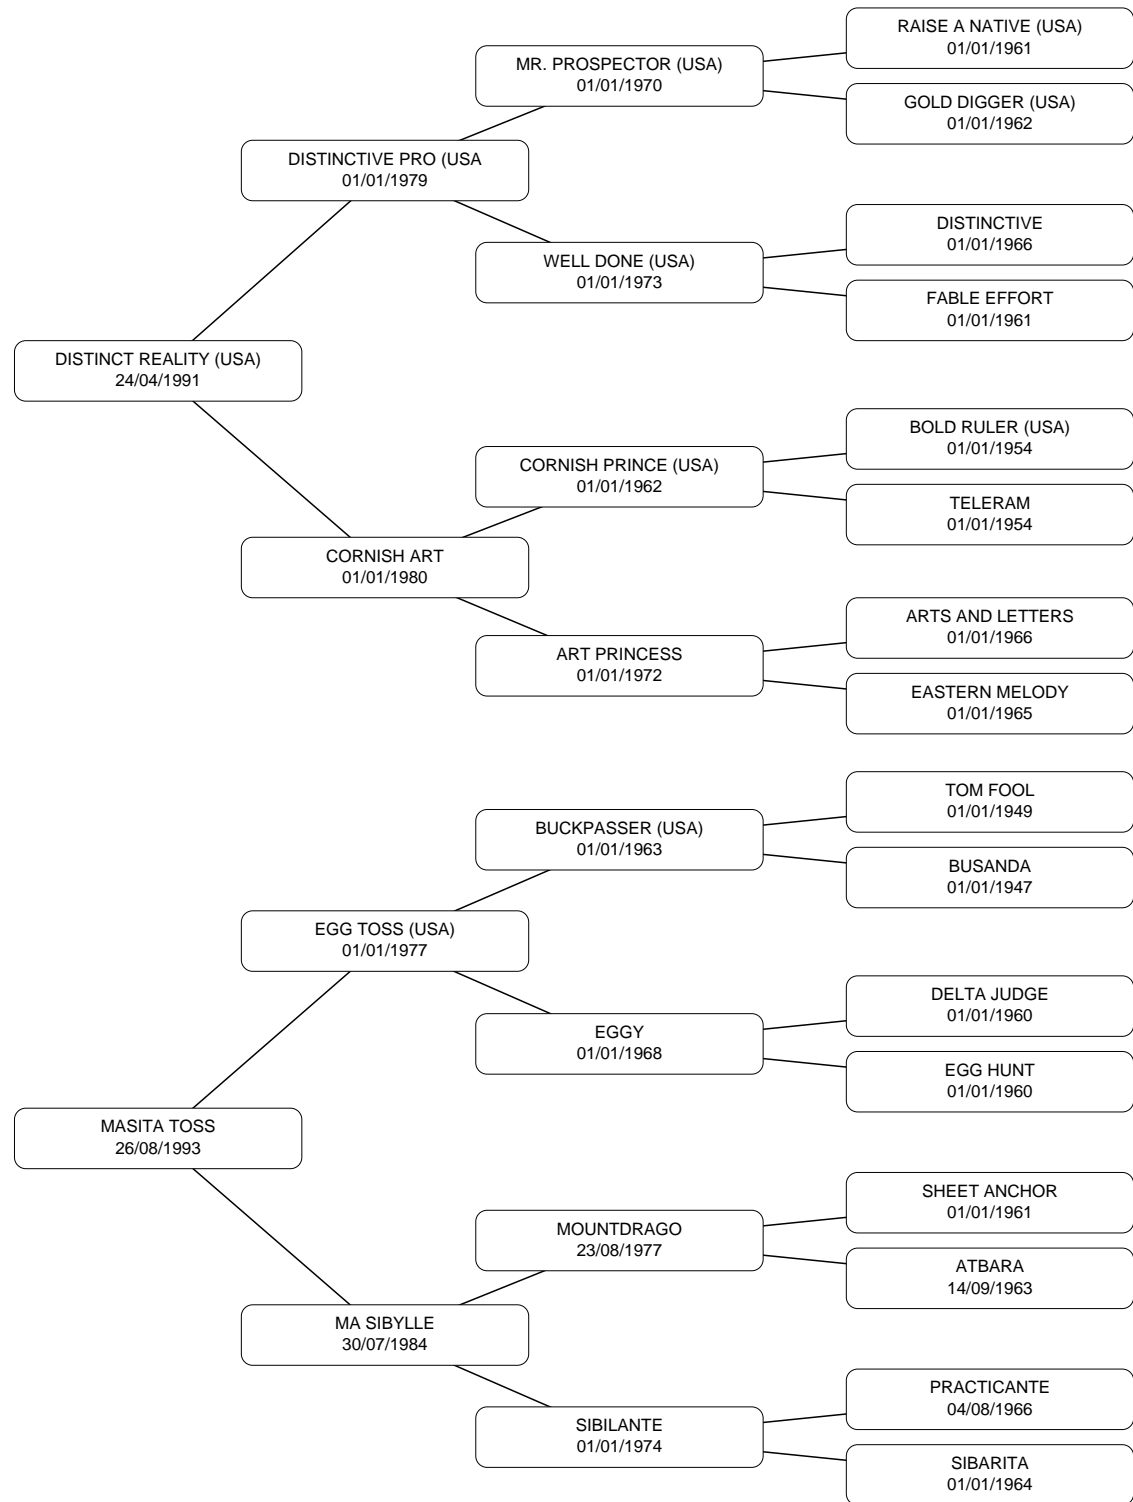 RAISE A NATIVE (USA)
01/01/1961
MR. PROSPECTOR (USA)
01/01/1970
GOLD DIGGER (USA)
01/01/1962
DISTINCTIVE PRO (USA
01/01/1979
DISTINCTIVE
01/01/1966
WELL DONE (USA)
01/01/1973
FABLE EFFORT
01/01/1961
DISTINCT REALITY (USA)
24/04/1991
BOLD RULER (USA)
01/01/1954
CORNISH PRINCE (USA)
01/01/1962
TELERAM
01/01/1954
CORNISH ART
01/01/1980
ARTS AND LETTERS
01/01/1966
ART PRINCESS
01/01/1972
EASTERN MELODY
01/01/1965
TOM FOOL
01/01/1949
BUCKPASSER (USA)
01/01/1963
BUSANDA
01/01/1947
EGG TOSS (USA)
01/01/1977
DELTA JUDGE
01/01/1960
EGGY
01/01/1968
EGG HUNT
01/01/1960
MASITA TOSS
26/08/1993
SHEET ANCHOR
01/01/1961
MOUNTDRAGO
23/08/1977
ATBARA
14/09/1963
MA SIBYLLE
30/07/1984
PRACTICANTE
04/08/1966
SIBILANTE
01/01/1974
SIBARITA
01/01/1964